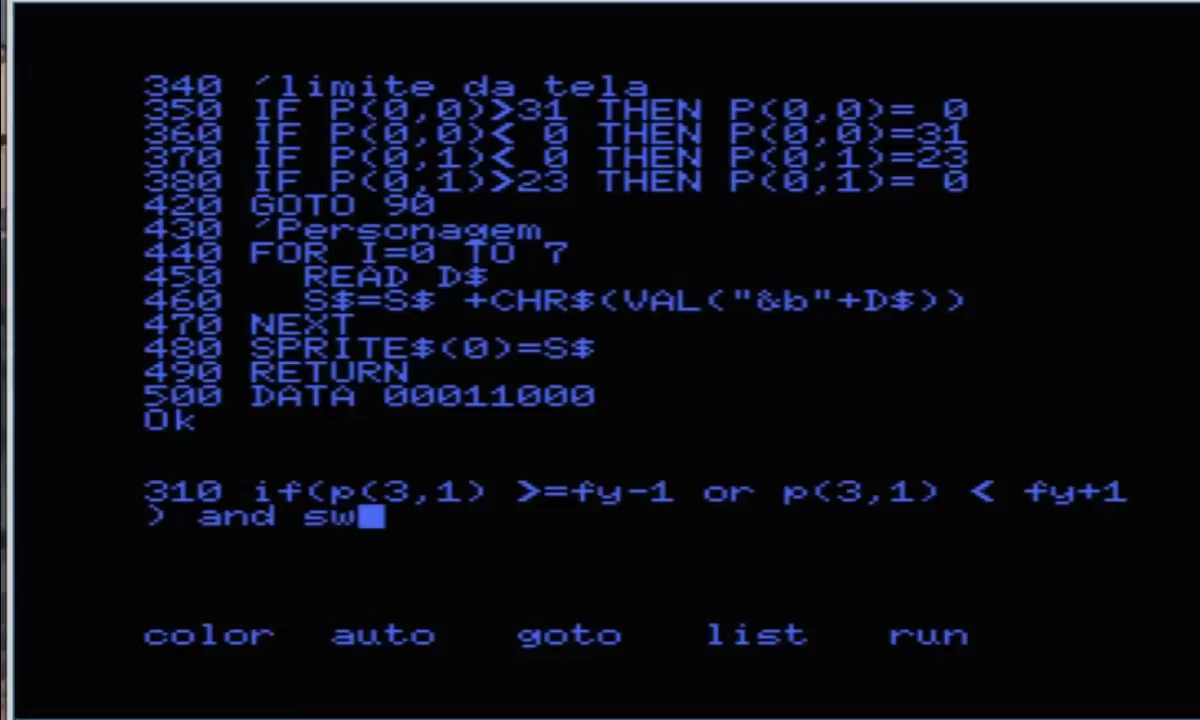 340 'limite da tela
350 IF P(0,0)>31 THEN P(0,0)= 0
360 IF P(0,0)< 0 THEN P(0,0)=31
370 IF P(0,1)< 0 THEN P(0,1)=23
380 IF P(0,1)>23 THEN P(0,1)= 0
420 GOTO 90
430 'Personagem
440 FOR I=0 TO 7
450   READ D$
460   S$=S$ +CHR$(VAL("&b"+D$))
470 NEXT
480 SPRITE$(0)=S$
490 RETURN
500 DATA 00011000
Ok
310 if(p(3,1) >=fy-1 or p(3,1) < fy+1
) and sw
color auto goto list run